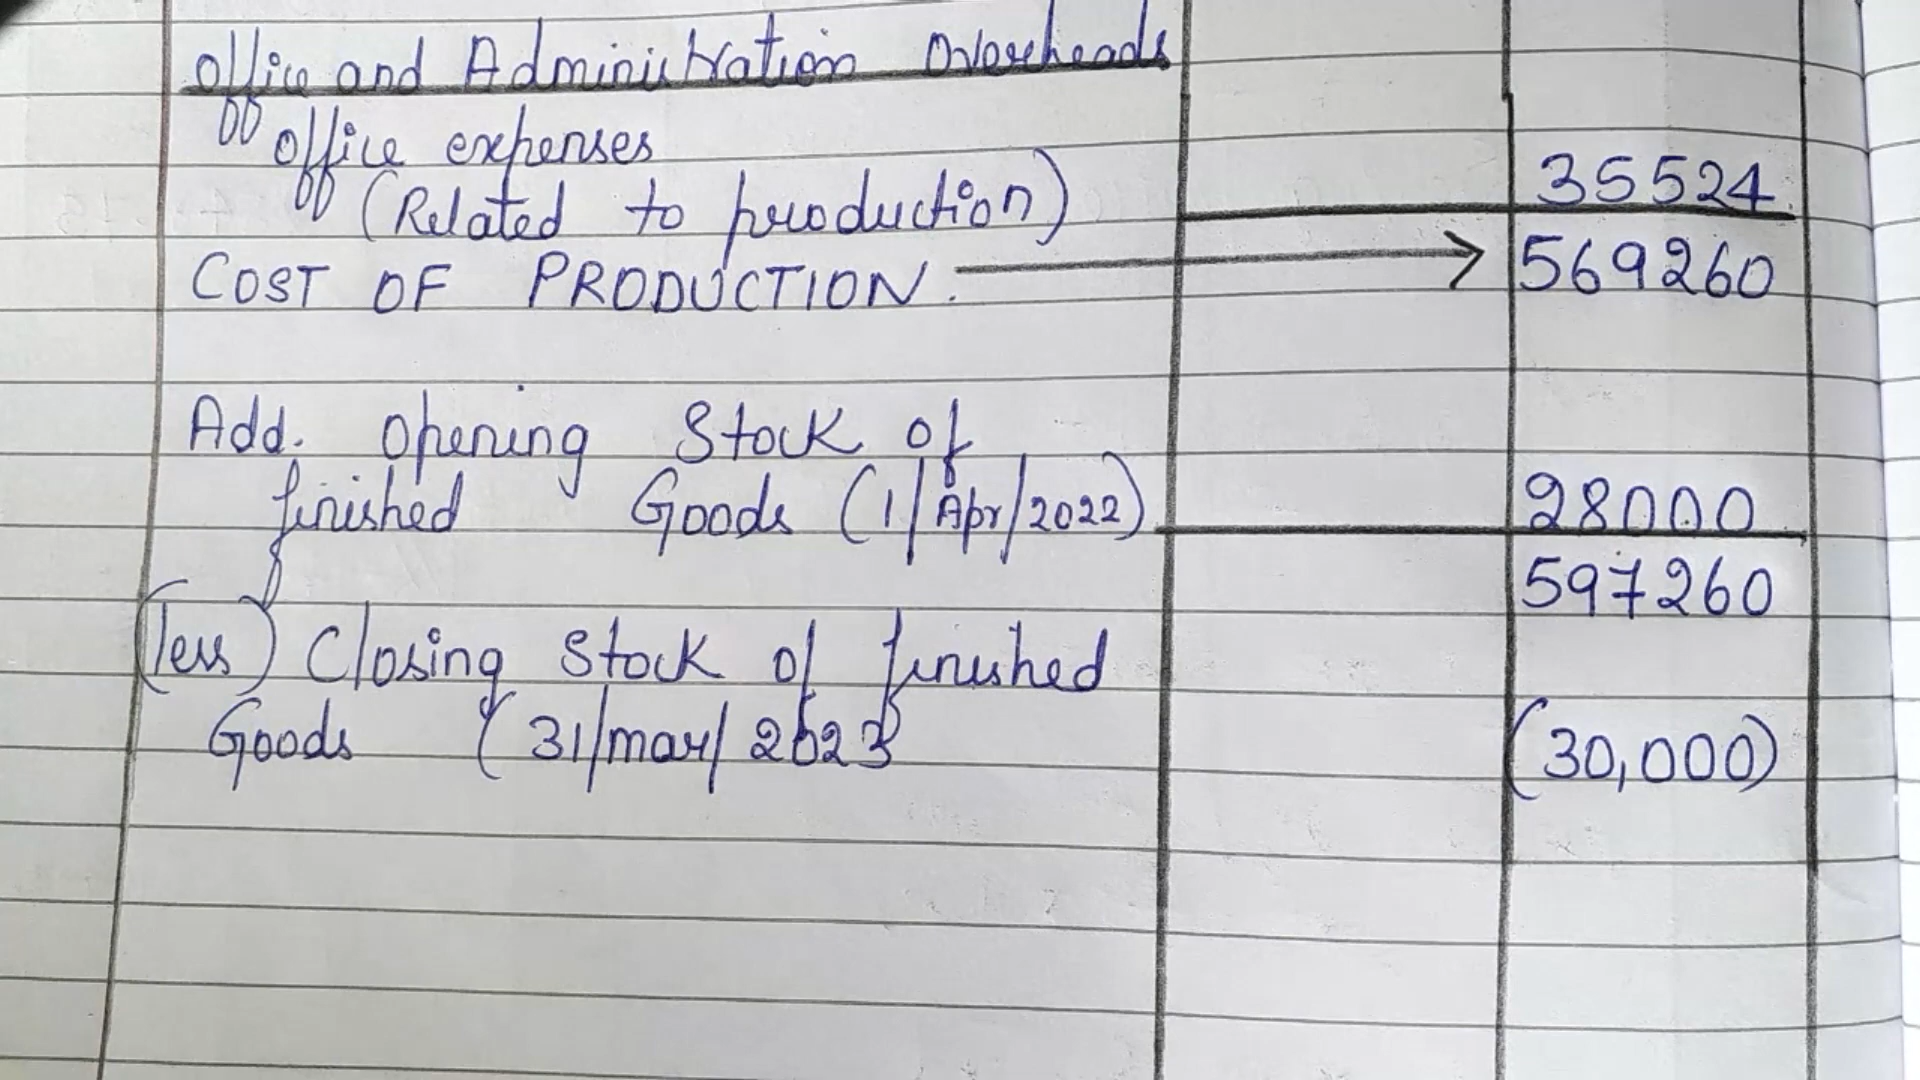 Office and Administration Overheads
Office expenses
(Related to production) 35524
COST OF PRODUCTION. → 569260
Add. Opening Stock of
finished Goods (1/Apr/2022) 28000
597260
(less) Closing Stock of finished
Goods (31/mar/2023 (30,000)